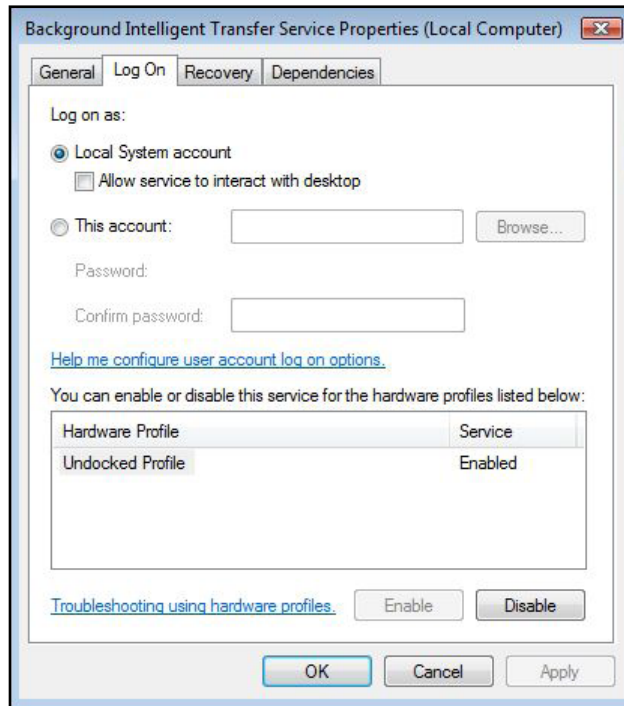 Background Intelligent Transfer Service Properties (Local Computer)
General Log On Recovery Dependencies
Log on as:
Local System account
Allow service to interact with desktop
This account: Browse...
Password:
Confirm password:
Help me configure user account log on options.
You can enable or disable this service for the hardware profiles listed below:
Hardware Profile Service
Undocked Profile Enabled
Troubleshooting using hardware profiles. Enable Disable
OK Cancel Apply